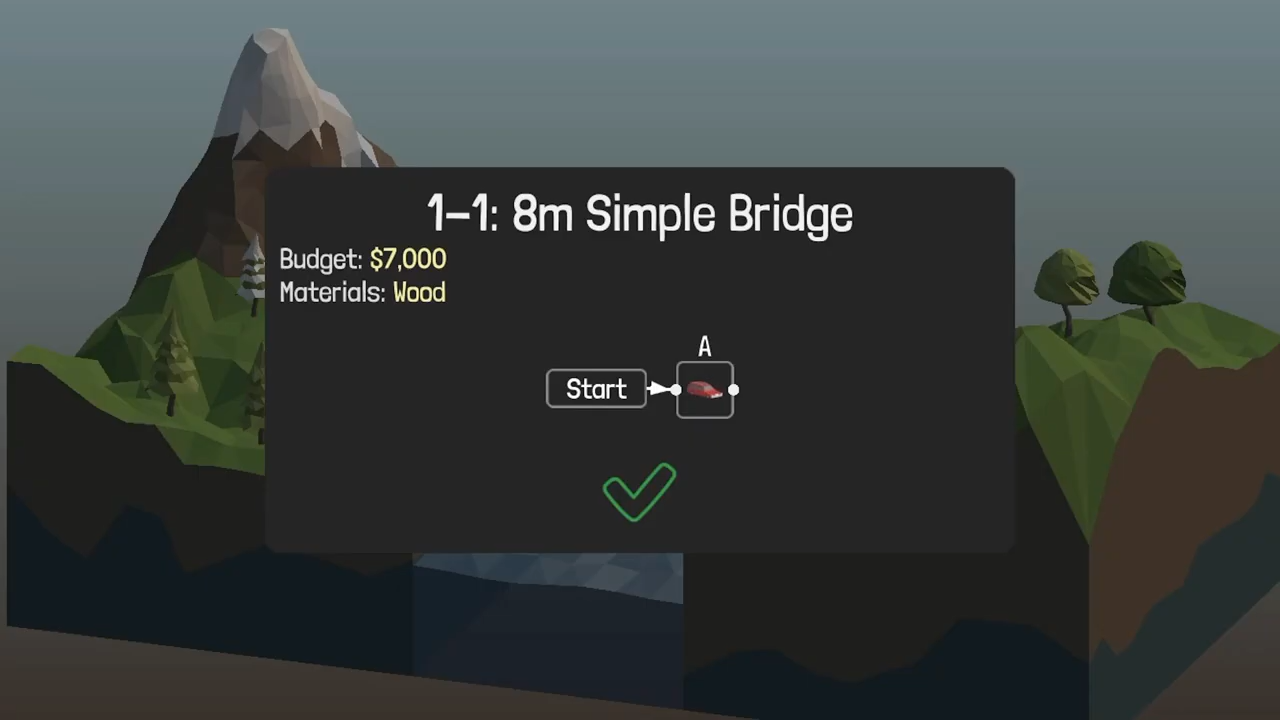 1-1: 8m Simple Bridge
Budget: $7,000
Materials: Wood
A
Start